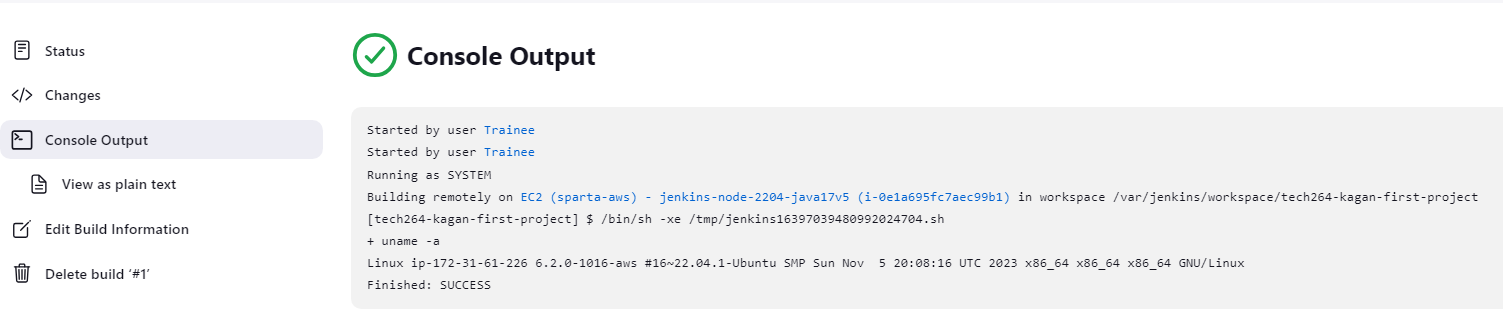 Status
Changes
Console Output
View as plain text
Edit Build Information
Delete build ‘#1’
Console Output
Started by user Trainee
Started by user Trainee
Running as SYSTEM
Building remotely on EC2 (sparta-aws) - jenkins-node-2204-java17v5 (i-0e1a695fc7aec99b1) in workspace /var/jenkins/workspace/tech264-kagan-first-project
[tech264-kagan-first-project] $ /bin/sh -xe /tmp/jenkins16397039480992024704.sh
+ uname -a
Linux ip-172-31-61-226 6.2.0-1016-aws #16~22.04.1-Ubuntu SMP Sun Nov  5 20:08:16 UTC 2023 x86_64 x86_64 x86_64 GNU/Linux
Finished: SUCCESS